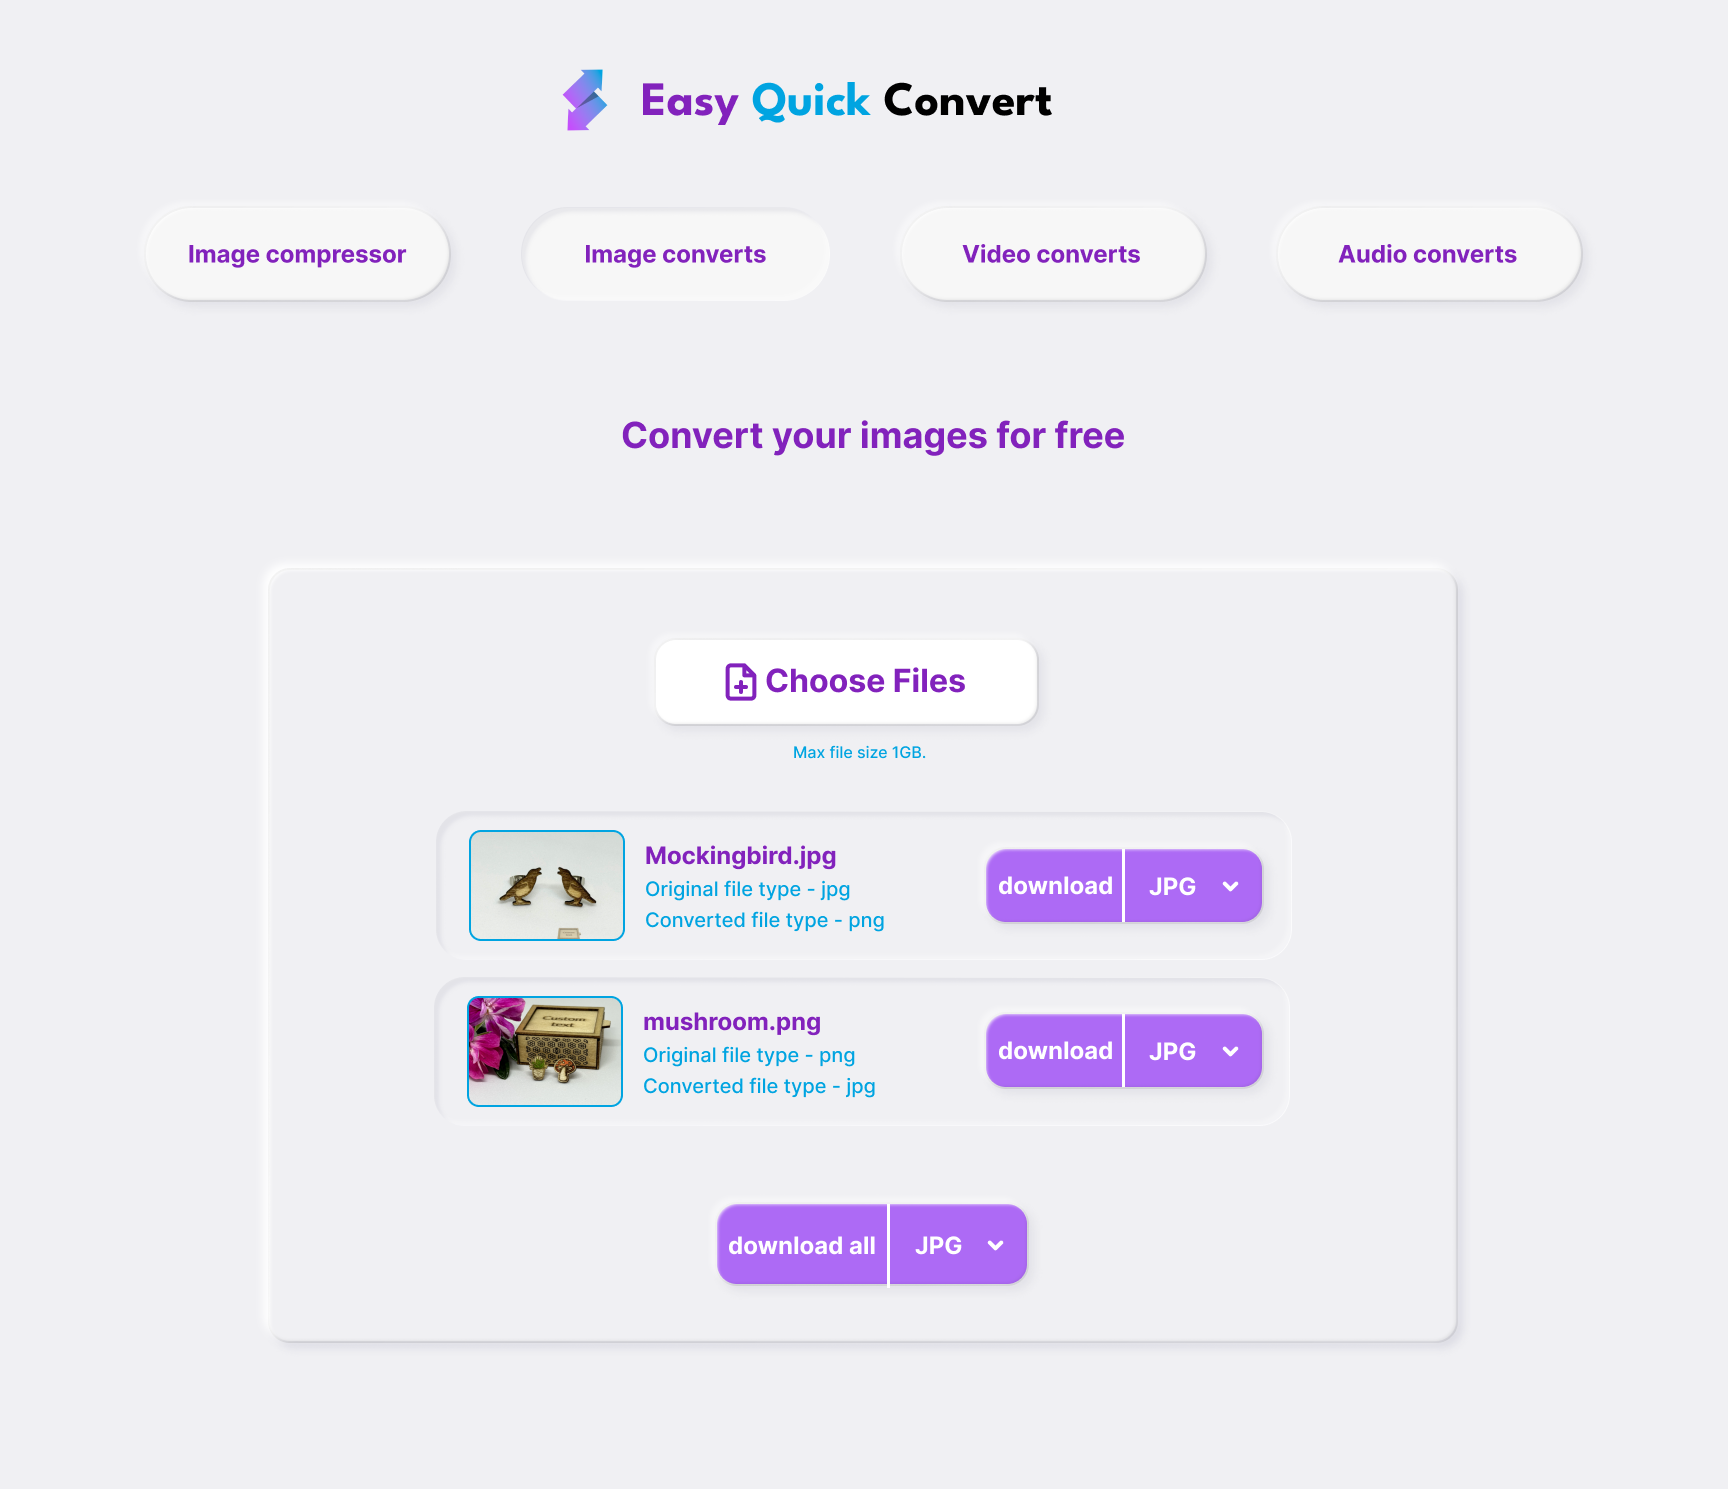 Easy Quick Convert
Image compressor
Image converts
Video converts
Audio converts
Convert your images for free
Choose Files
Max file size 1GB.
Mockingbird.jpg
Original file type - jpg
Converted file type - png
download
JPG
Custom
text
mushroom.png
Original file type - png
Converted file type - jpg
download
JPG
download all
JPG